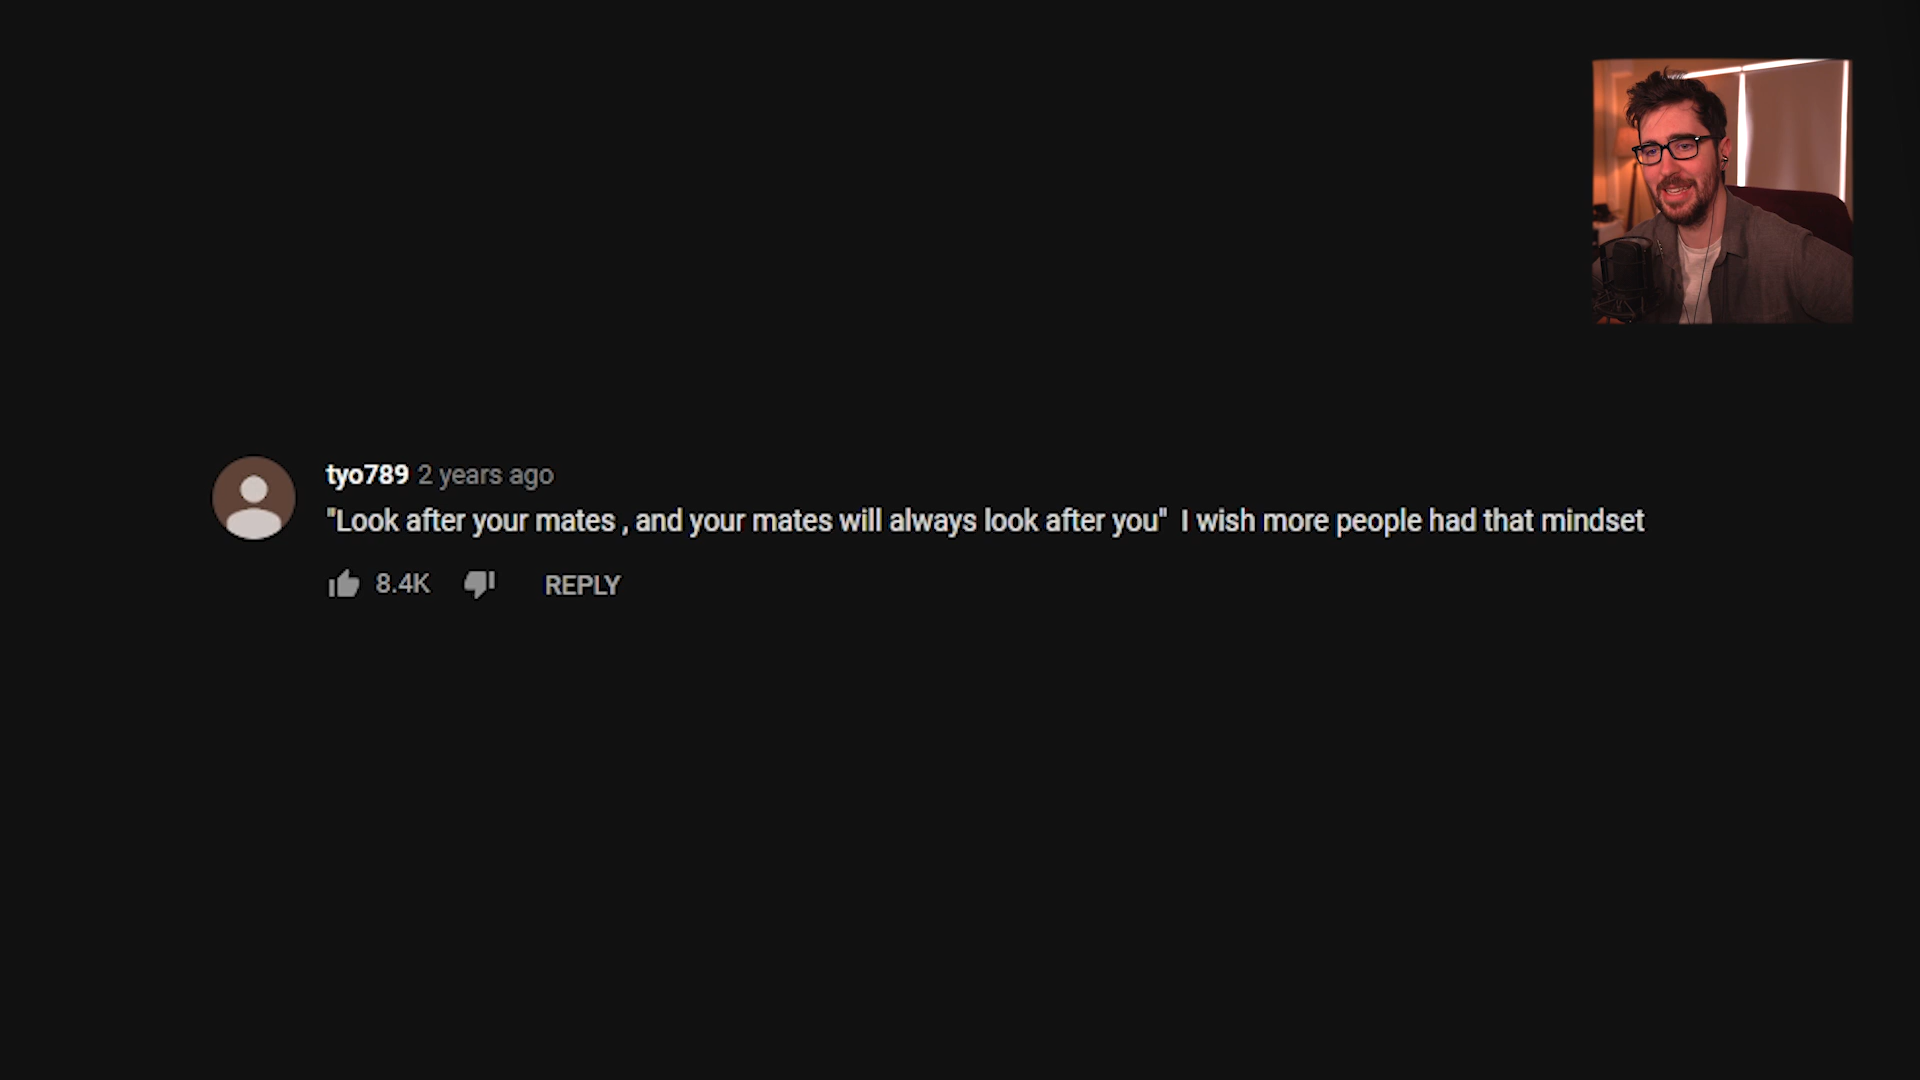 tyo789 2 years ago
"Look after your mates , and your mates will always look after you"  I wish more people had that mindset
8.4K REPLY